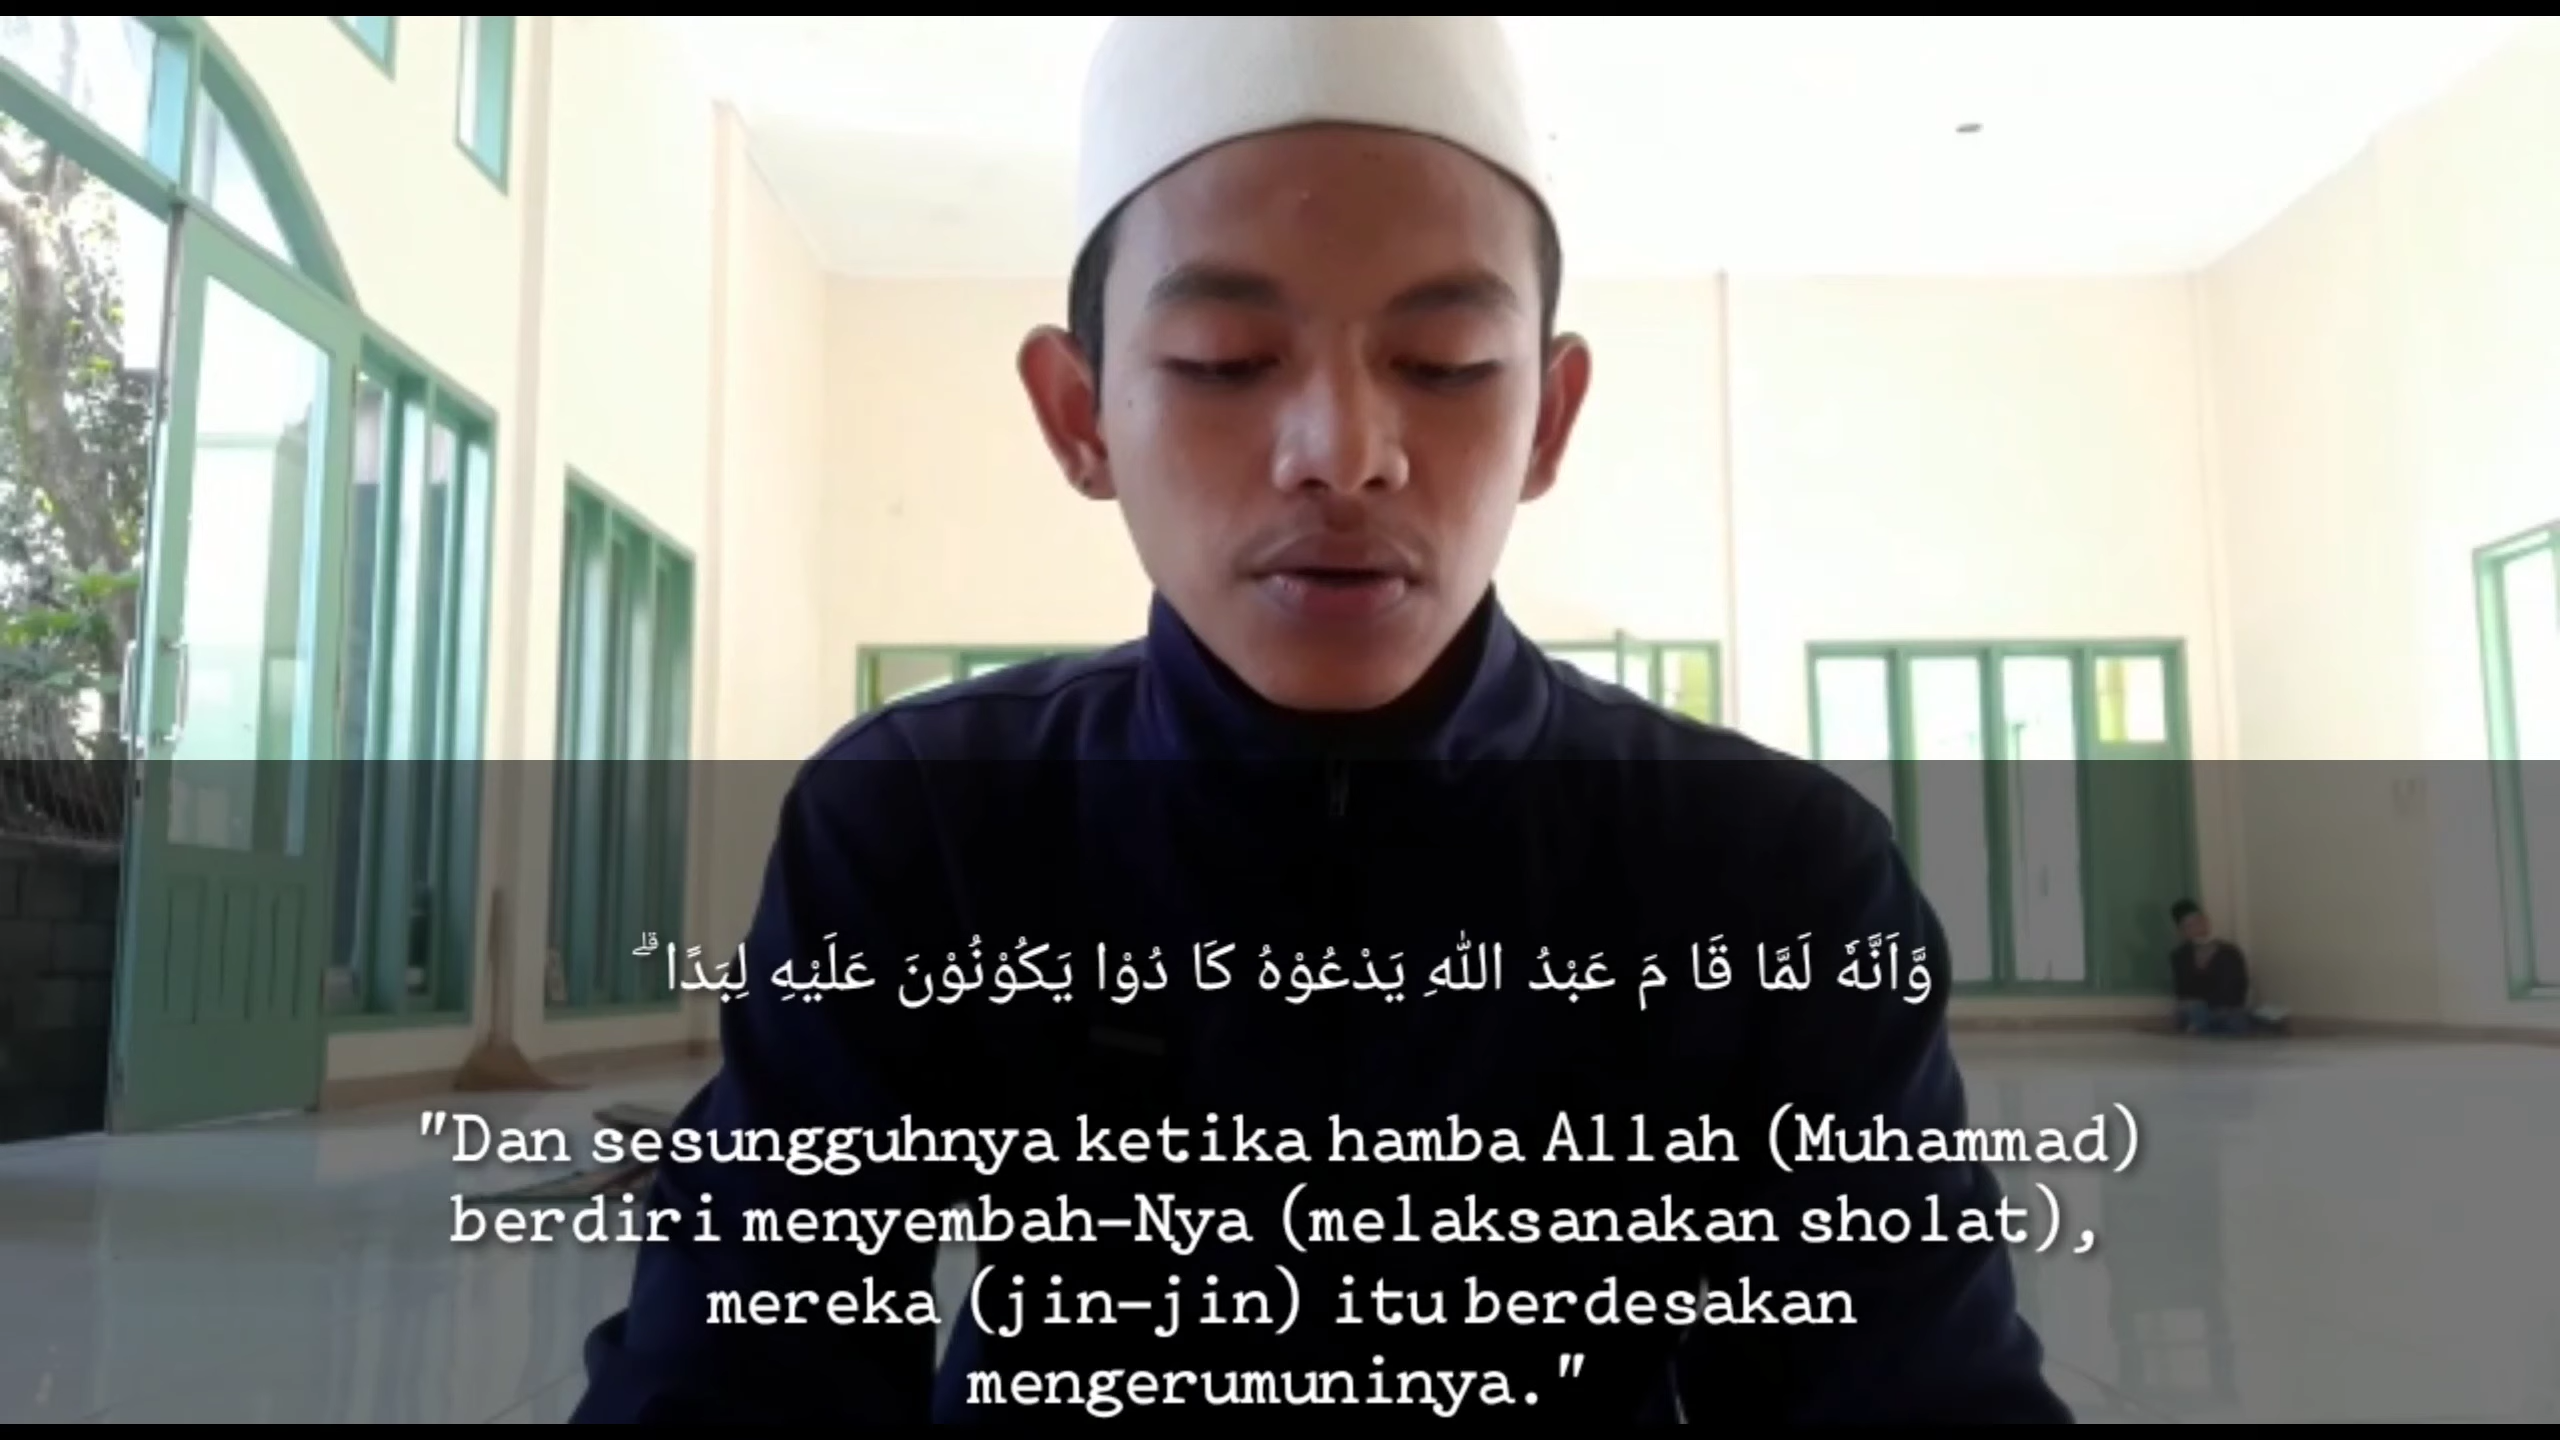 وَّاَنَّهٗ لَمَّا قَا مَ عَبْدُ اللّٰهِ يَدْعُوْهُ كَا دُوْا يَكُوْنُوْنَ عَلَيْهِ لِبَدًا ۗ
"Dan sesungguhnya ketika hamba Allah (Muhammad)
berdiri menyembah-Nya (melaksanakan sholat),
mereka (jin-jin) itu berdesakan
mengerumuninya."